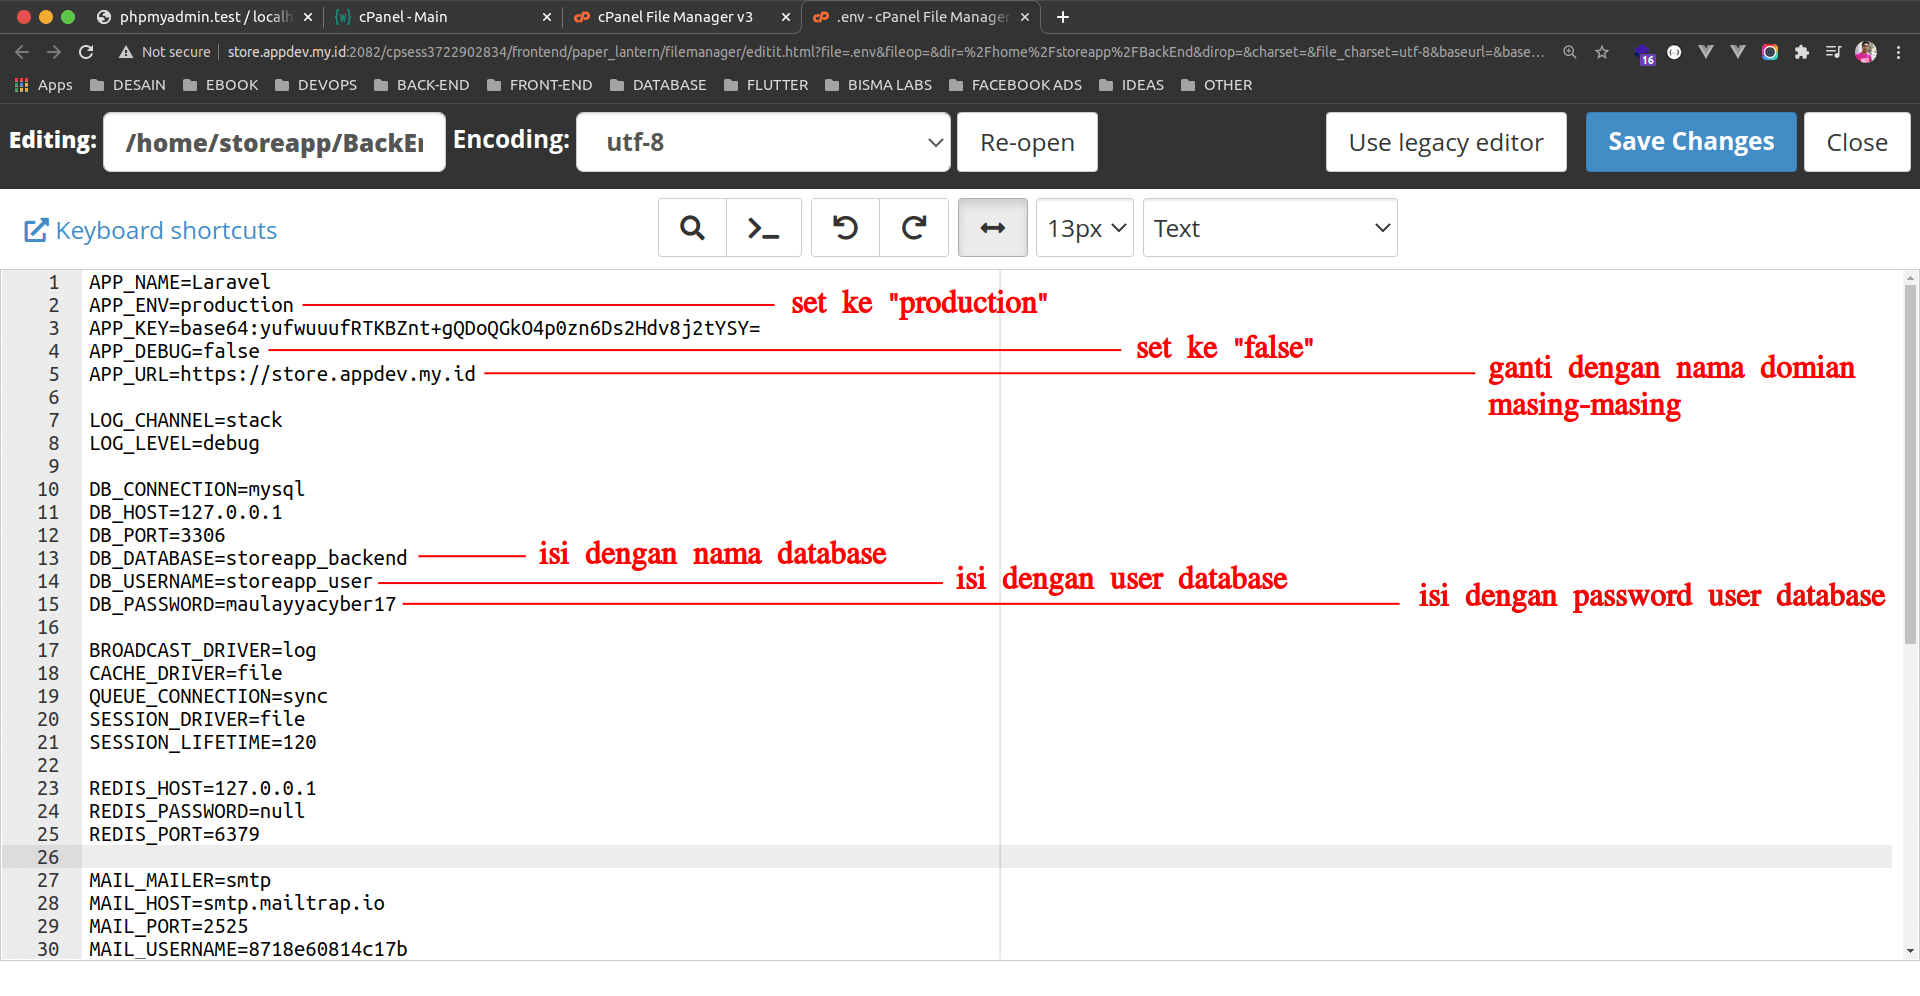 phpmyadmin.test / localh
cPanel - Main
cPanel File Manager v3
.env - cPanel File Manager
Not secure
store.appdev.my.id:2082/cpsess3722902834/frontend/paper_lantern/filemanager/editit.html?file=.env&fileop=&dir=%2Fhome%2Fstoreapp%2FBackEnd&dirop=&charset=&file_charset=utf-8&baseurl=&base...
16
Apps
DESAIN
EBOOK
DEVOPS
BACK-END
FRONT-END
DATABASE
FLUTTER
BISMA LABS
FACEBOOK ADS
IDEAS
OTHER
Editing:
/home/storeapp/BackEn
Encoding:
utf-8
Re-open
Use legacy editor
Save Changes
Close
Keyboard shortcuts
13px
Text
1 APP_NAME=Laravel
2 APP_ENV=production
set ke "production"
3 APP_KEY=base64:yufwuuufRTKBZnt+gQDoQGkO4p0zn6Ds2Hdv8j2tYSY=
4 APP_DEBUG=false
set ke "false"
5 APP_URL=https://store.appdev.my.id
ganti dengan nama domian
masing-masing
6
7 LOG_CHANNEL=stack
8 LOG_LEVEL=debug
9
10 DB_CONNECTION=mysql
11 DB_HOST=127.0.0.1
12 DB_PORT=3306
13 DB_DATABASE=storeapp_backend
isi dengan nama database
14 DB_USERNAME=storeapp_user
isi dengan user database
15 DB_PASSWORD=maulayyacyber17
isi dengan password user database
16
17 BROADCAST_DRIVER=log
18 CACHE_DRIVER=file
19 QUEUE_CONNECTION=sync
20 SESSION_DRIVER=file
21 SESSION_LIFETIME=120
22
23 REDIS_HOST=127.0.0.1
24 REDIS_PASSWORD=null
25 REDIS_PORT=6379
26
27 MAIL_MAILER=smtp
28 MAIL_HOST=smtp.mailtrap.io
29 MAIL_PORT=2525
30 MAIL_USERNAME=8718e60814c17b